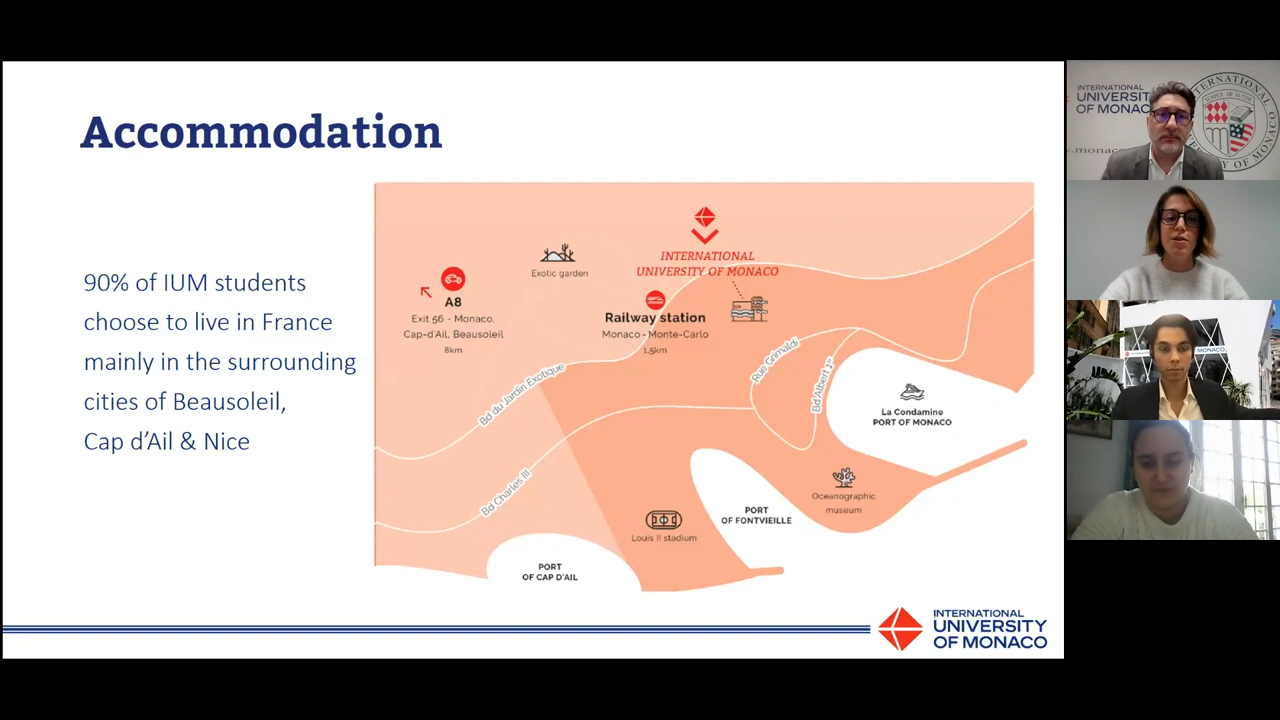 Accommodation
90% of IUM students
choose to live in France
mainly in the surrounding
cities of Beausoleil,
Cap d’Ail & Nice
INTERNATIONAL
UNIVERSITY OF MONACO
Exotic garden
A8
Exit 56 - Monaco,
Cap-d'Ail, Beausoleil
8km
Railway station
Monaco - Monte-Carlo
1,5km
Rue Grimaldi
Bd Albert 1er
Bd du Jardin Exotique
La Condamine
PORT OF MONACO
Bd Charles III
Oceanographic
museum
PORT
OF FONTVIEILLE
Louis II stadium
PORT
OF CAP D'AIL
INTERNATIONAL
UNIVERSITY
OF MONACO
INTERNATIONAL
UNIVERSITY
OF MONACO